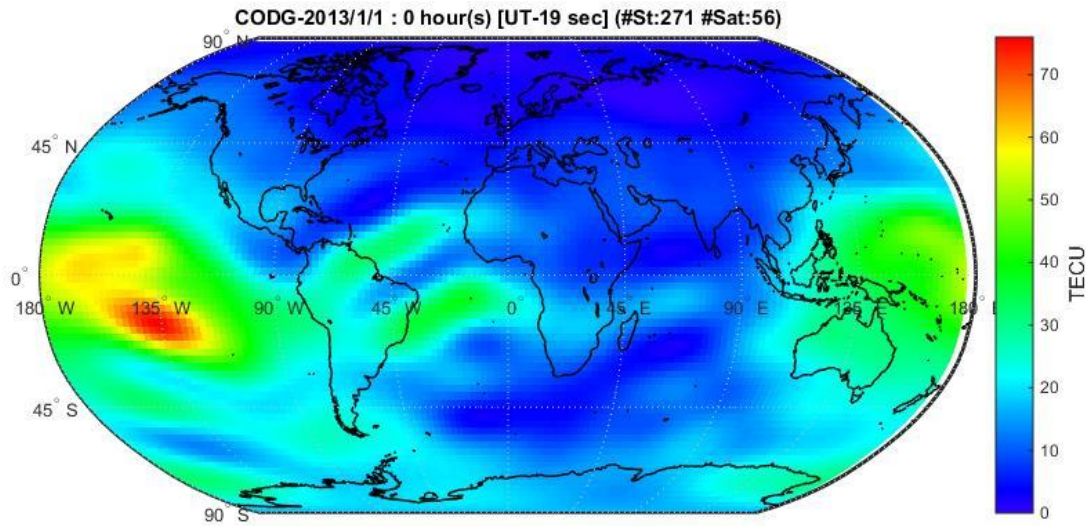 CODG-2013/1/1 : 0 hour(s) [UT-19 sec] (#St:271 #Sat:56)
90° N
45° N
0°
180° W
135° W
90° W
45° W
0°
45° E
90° E
135° E
180°
45° S
90° S
70
60
50
40
30
20
10
0
TECU